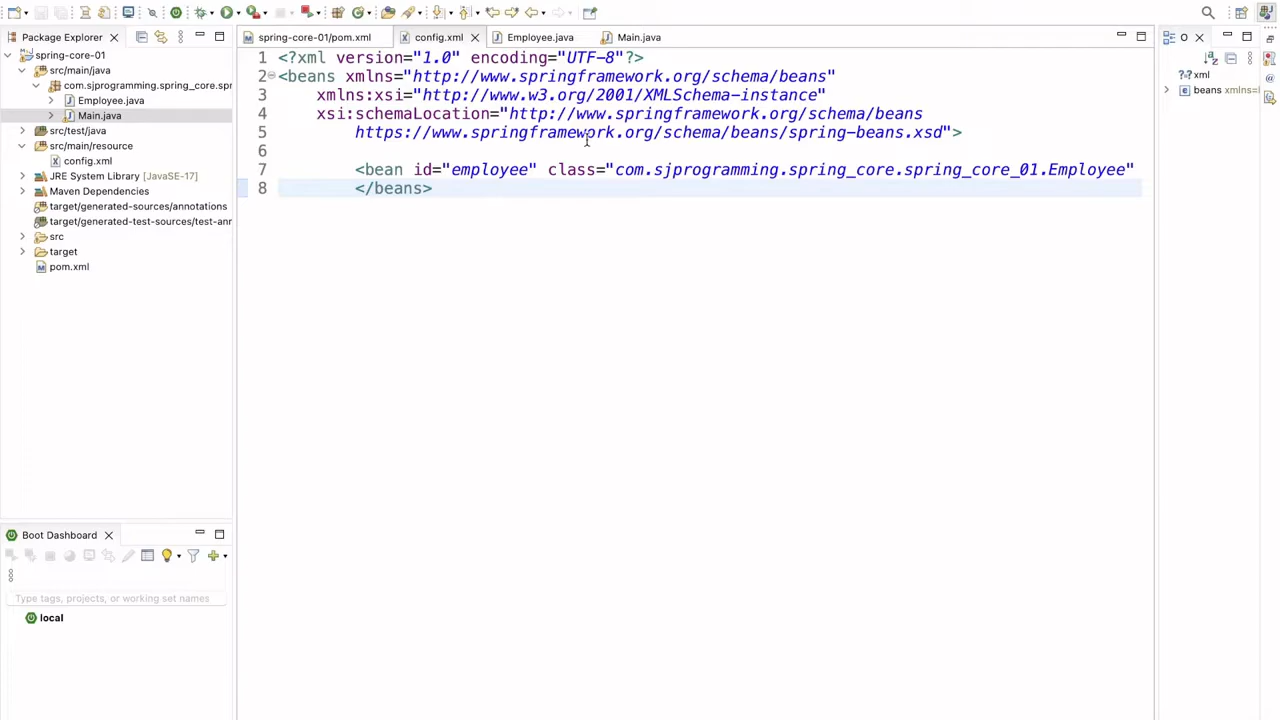 Package Explorer
spring-core-01
src/main/java
com.sjprogramming.spring_core.spr
Employee.java
Main.java
src/test/java
src/main/resource
config.xml
JRE System Library [JavaSE-17]
Maven Dependencies
target/generated-sources/annotations
target/generated-test-sources/test-ann
src
target
pom.xml
Boot Dashboard
Type tags, projects, or working set names
local
spring-core-01/pom.xml
config.xml
Employee.java
Main.java
1 <?xml version="1.0" encoding="UTF-8"?>
2 <beans xmlns="http://www.springframework.org/schema/beans"
3 xmlns:xsi="http://www.w3.org/2001/XMLSchema-instance"
4 xsi:schemaLocation="http://www.springframework.org/schema/beans
5 https://www.springframework.org/schema/beans/spring-beans.xsd">
6
7 <bean id="employee" class="com.sjprogramming.spring_core.spring_core_01.Employee"
8 </beans>
O
xml
beans xmlns=